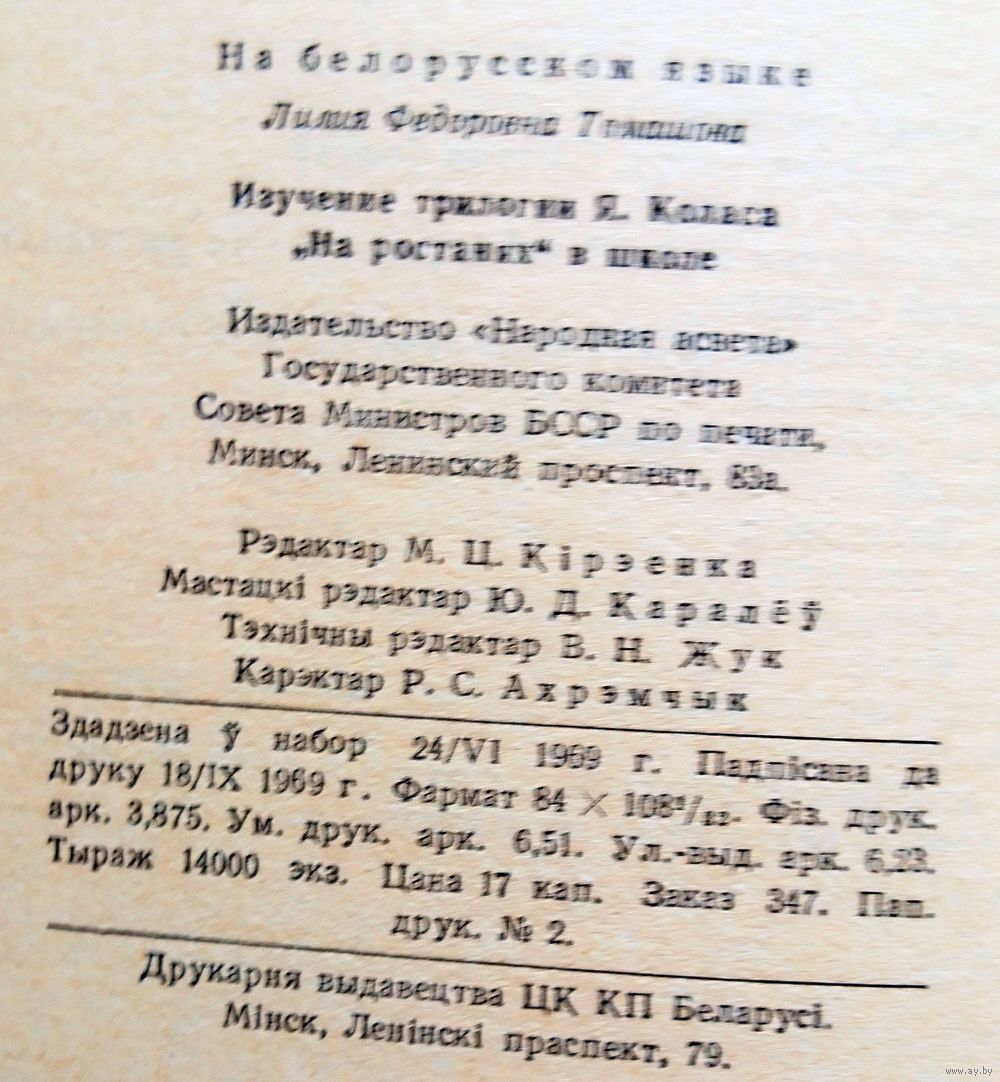 На белорусском языке
Лилия Федоровна
Изучение трилогии Я. Коласа
„На ростанях“ в школе
Издательство «Народная асвета»
Государственного комитета
Совета Министров БССР по печати,
Минск, Ленинский проспект, 83а.
Рэдактар М. Ц. Кірэенка
Мастацкі рэдактар Ю. Д. Каралёў
Тэхнічны рэдактар В. Н. Жук
Карэктар Р. С. Ахрэмчык
Здадзена ў набор 24/VI 1969 г. Падпісана да
друку 18/IX 1969 г. Фармат 84 × 108¹/₃₂. Фіз. друк.
арк. 3,875. Ум. друк. арк. 6,51. Ул.-выд. арк. 6,23.
Тыраж 14000 экз. Цана 17 кап. Заказ 347. Пап.
друк. № 2.
Друкарня выдавецтва ЦК КП Беларусі.
Мінск, Ленінскі праспект, 79.
www.ay.by